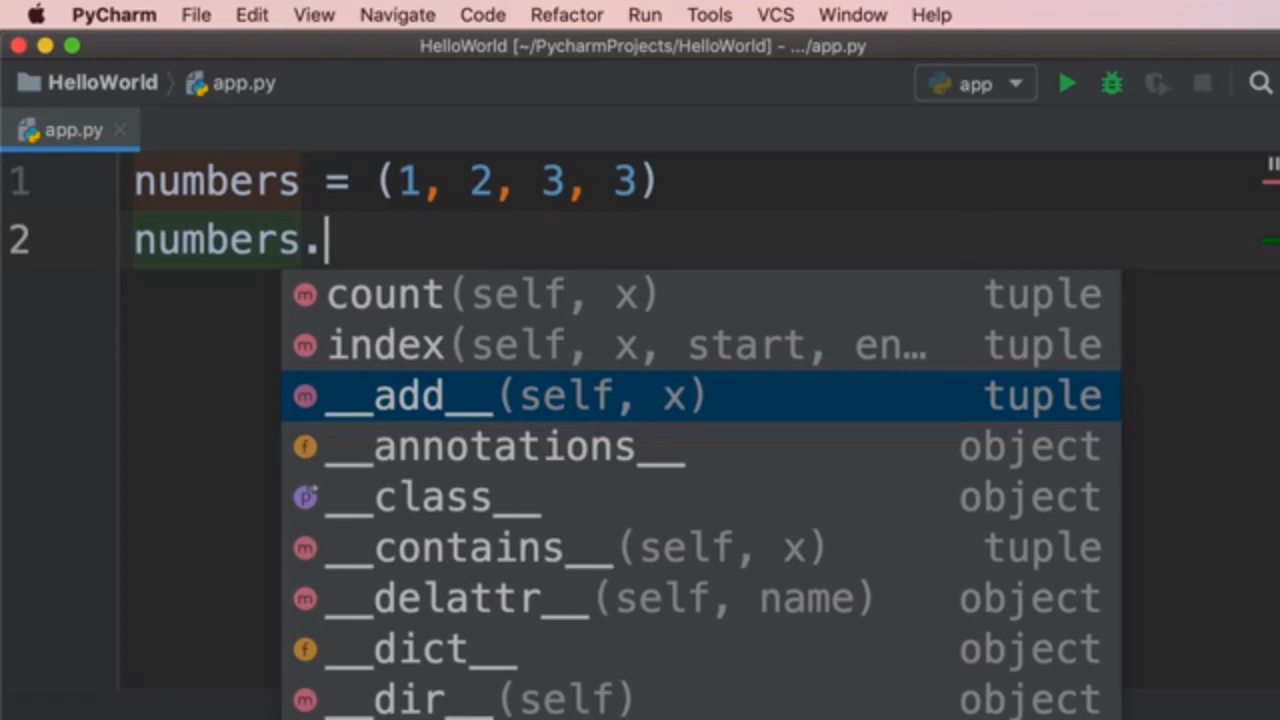 PyCharm File Edit View Navigate Code Refactor Run Tools VCS Window Help
HelloWorld [~/PycharmProjects/HelloWorld] - .../app.py
HelloWorld app.py app
app.py
1 numbers = (1, 2, 3, 3)
2 numbers.
m count(self, x) tuple
m index(self, x, start, en… tuple
m __add__(self, x) tuple
f __annotations__ object
p __class__ object
m __contains__(self, x) tuple
m __delattr__(self, name) object
f __dict__ object
m __dir__(self) object